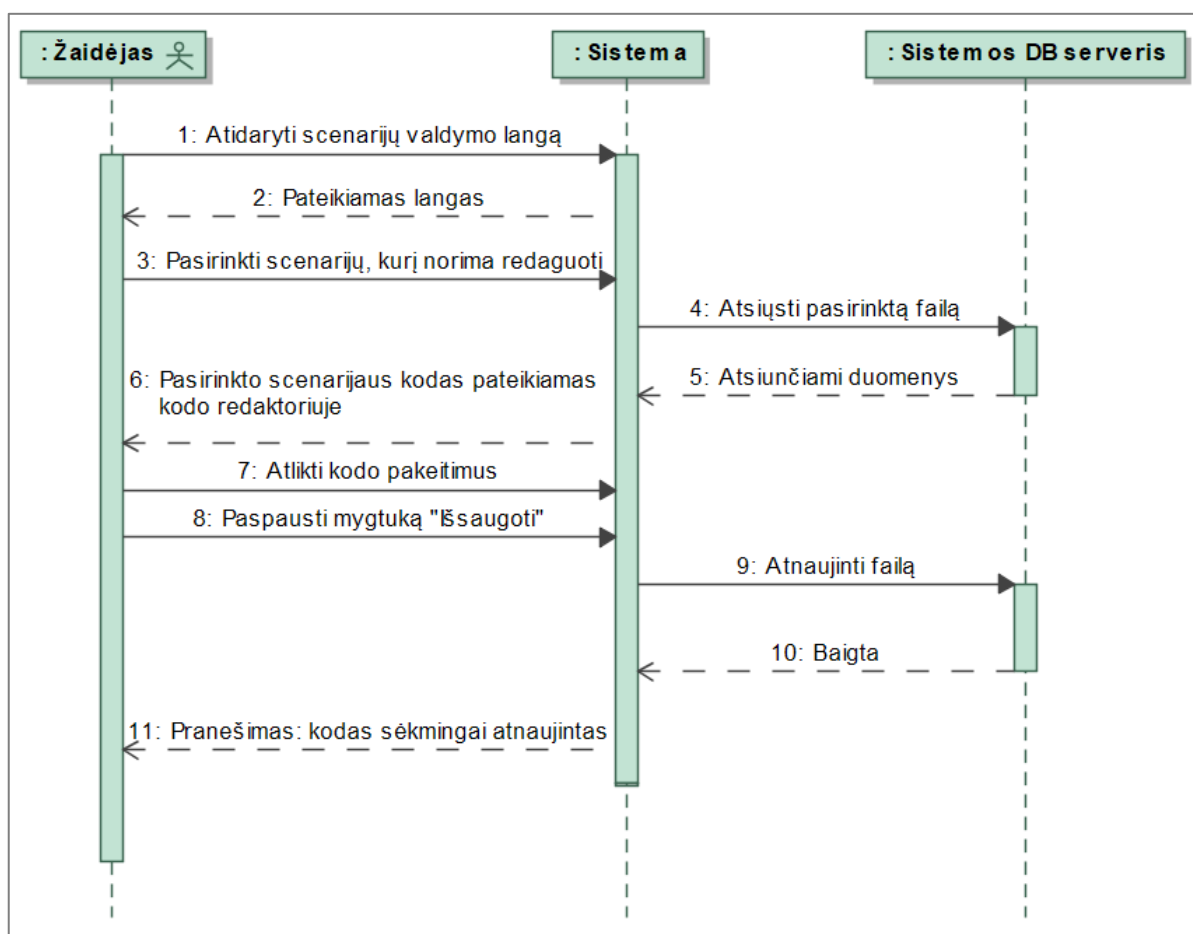 : Žaidėjas
: Sistema
: Sistemos DB serveris
1: Atidaryti scenarijų valdymo langą
2: Pateikiamas langas
3: Pasirinkti scenarijų, kurį norima redaguoti
4: Atsiųsti pasirinktą failą
5: Atsiunčiami duomenys
6: Pasirinkto scenarijaus kodas pateikiamas
kodo redaktoriuje
7: Atlikti kodo pakeitimus
8: Paspausti mygtuką "Išsaugoti"
9: Atnaujinti failą
10: Baigta
11: Pranešimas: kodas sėkmingai atnaujintas